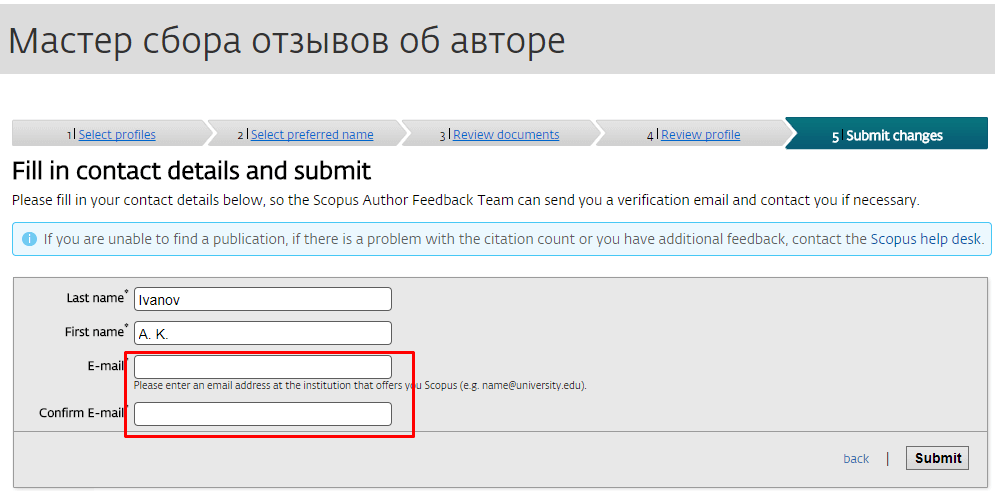 Мастер сбора отзывов об авторе
1 Select profiles 2 Select preferred name 3 Review documents 4 Review profile 5 Submit changes
Fill in contact details and submit
Please fill in your contact details below, so the Scopus Author Feedback Team can send you a verification email and contact you if necessary.
i If you are unable to find a publication, if there is a problem with the citation count or you have additional feedback, contact the Scopus help desk.
Last name* Ivanov
First name* A. K.
E-mail*
Please enter an email address at the institution that offers you Scopus (e.g. name@university.edu).
Confirm E-mail*
back | Submit